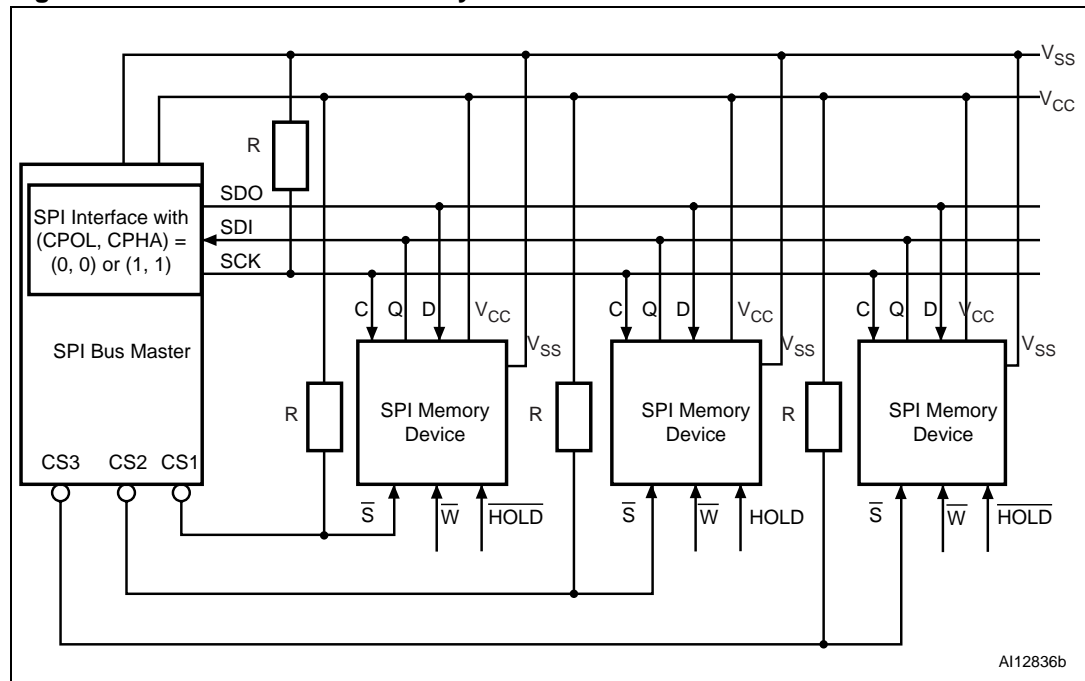 V_SS
V_CC
R
SDO
SPI Interface with
(CPOL, CPHA) =
(0, 0) or (1, 1)
SDI
SCK
C Q D V_CC V_SS
C Q D V_CC V_SS
C Q D V_CC V_SS
SPI Bus Master
R
SPI Memory
Device
R
SPI Memory
Device
R
SPI Memory
Device
CS3 CS2 CS1
S̅ W̅ H̅O̅L̅D̅
S̅ W̅ HOLD
S̅ W̅ H̅O̅L̅D̅
AI12836b